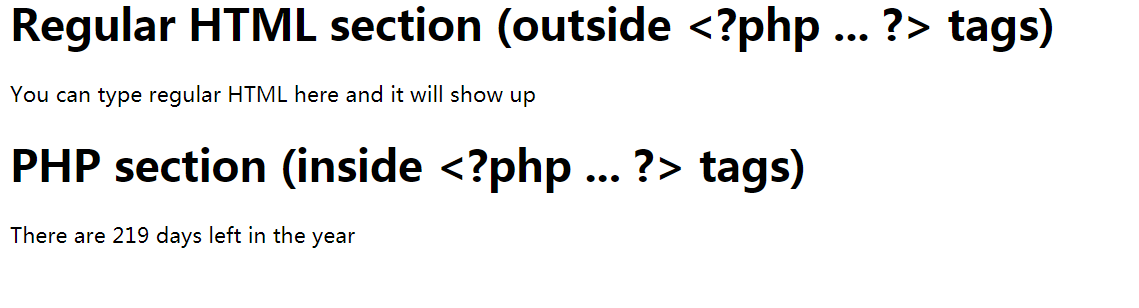 Regular HTML section (outside <?php ... ?> tags)
You can type regular HTML here and it will show up
PHP section (inside <?php ... ?> tags)
There are 219 days left in the year